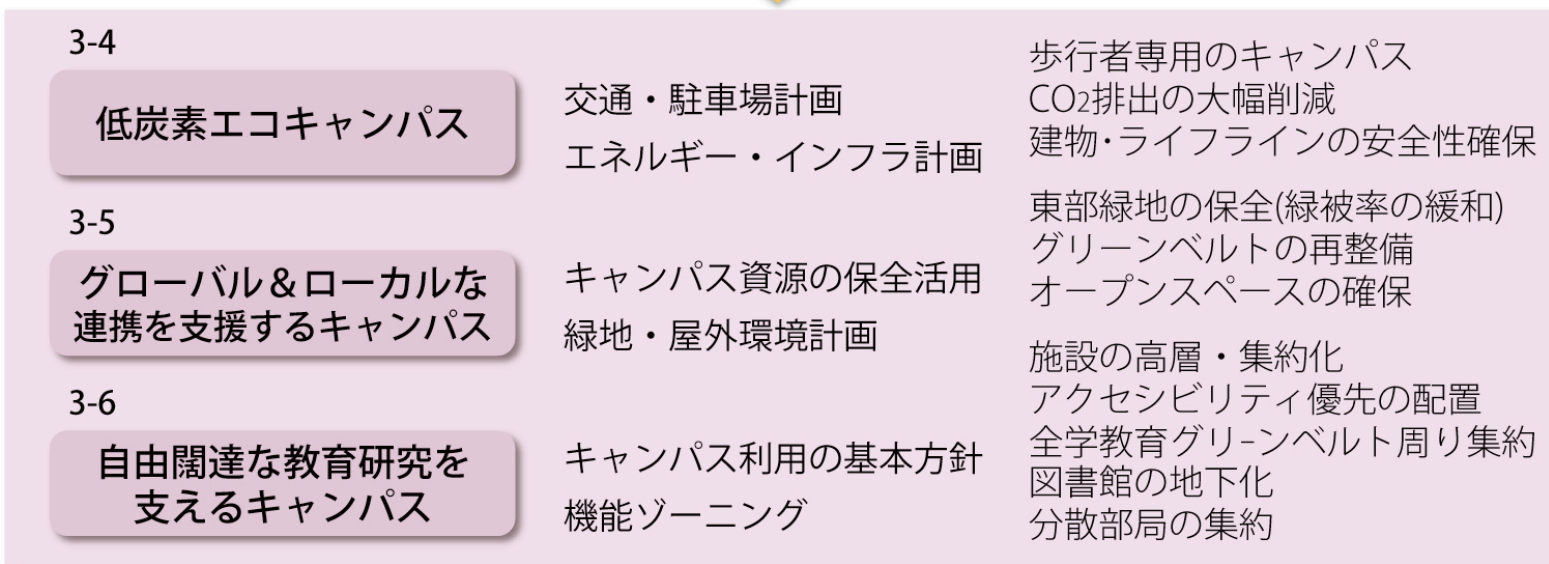 3-4
低炭素エコキャンパス
交通・駐車場計画
エネルギー・インフラ計画
歩行者専用のキャンパス
CO2排出の大幅削減
建物・ライフラインの安全性確保
3-5
グローバル＆ローカルな
連携を支援するキャンパス
キャンパス資源の保全活用
緑地・屋外環境計画
東部緑地の保全(緑被率の緩和)
グリーンベルトの再整備
オープンスペースの確保
3-6
自由闊達な教育研究を
支えるキャンパス
キャンパス利用の基本方針
機能ゾーニング
施設の高層・集約化
アクセシビリティ優先の配置
全学教育グリｰンベルト周り集約
図書館の地下化
分散部局の集約